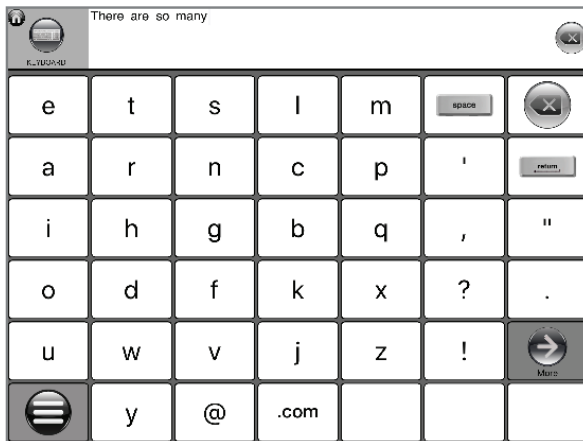 There are so many
KEYBOARD
e t s l m space
a r n c p ' return
i h g b q , "
o d f k x ? .
u w v j z ! More
y @ .com